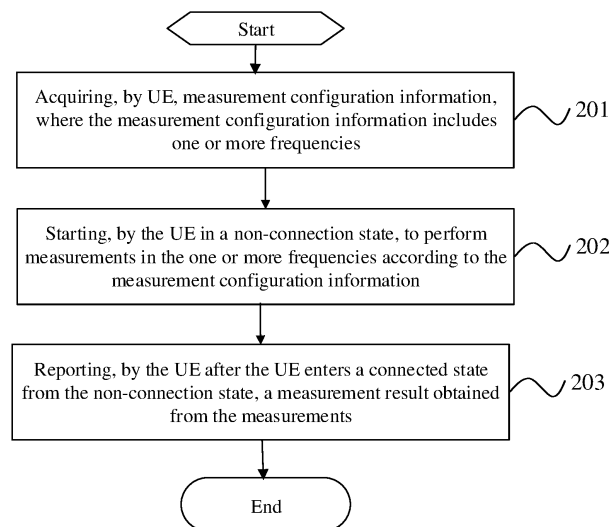 Start
Acquiring, by UE, measurement configuration information,
where the measurement configuration information includes
one or more frequencies
201
Starting, by the UE in a non-connection state, to perform
measurements in the one or more frequencies according to the
measurement configuration information
202
Reporting, by the UE after the UE enters a connected state
from the non-connection state, a measurement result obtained
from the measurements
203
End